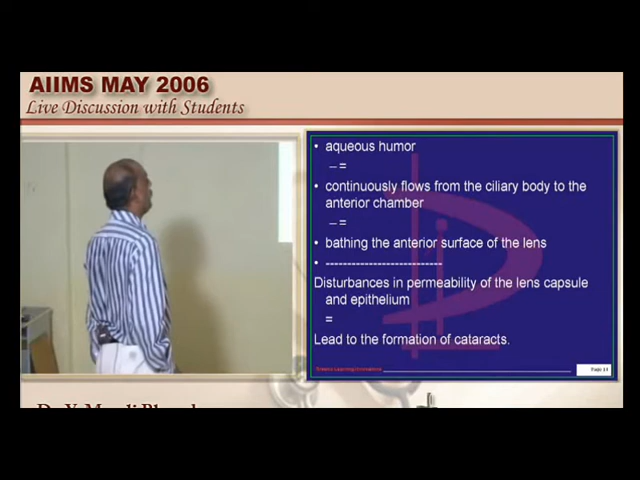 AIIMS MAY 2006
Live Discussion with Students
• aqueous humor
– =
• continuously flows from the ciliary body to the
anterior chamber
– =
• bathing the anterior surface of the lens
• --------------------------
Disturbances in permeability of the lens capsule
and epithelium
=
Lead to the formation of cataracts.
Page 14